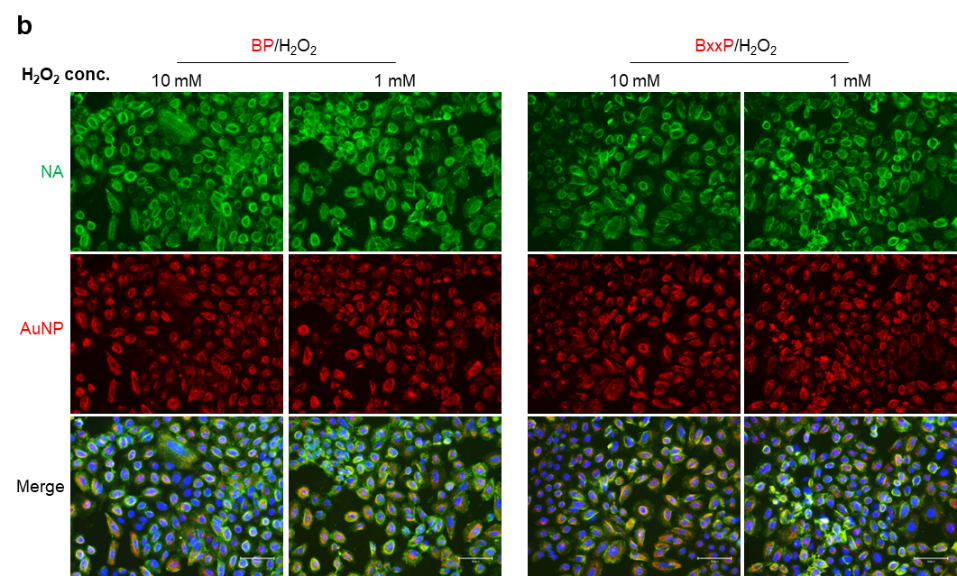 b
BP/H₂O₂ BxxP/H₂O₂
H₂O₂ conc. 10 mM 1 mM 10 mM 1 mM
NA
AuNP
Merge